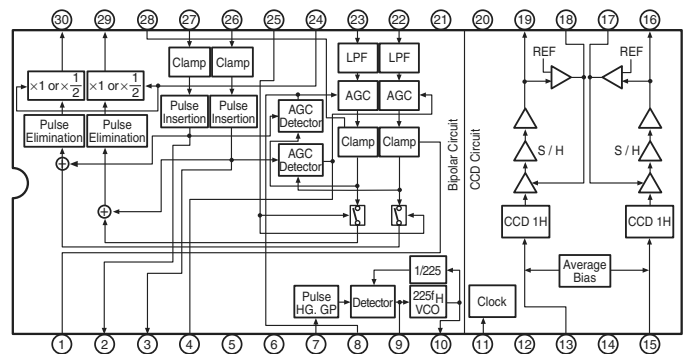 30 29 28 27 26 25 24 23 22 21 20 19 18 17 16
Clamp Clamp
LPF LPF
REF REF
×1 or × 1/2 ×1 or × 1/2
AGC AGC
Pulse Insertion
Pulse Insertion
AGC Detector
Pulse Elimination
Pulse Elimination
Clamp Clamp
AGC Detector
Bipolar Circuit
CCD Circuit
S / H S / H
CCD 1H CCD 1H
1/225
Average Bias
Pulse HG. GP
Detector
225fH VCO
Clock
1 2 3 4 5 6 7 8 9 10 11 12 13 14 15